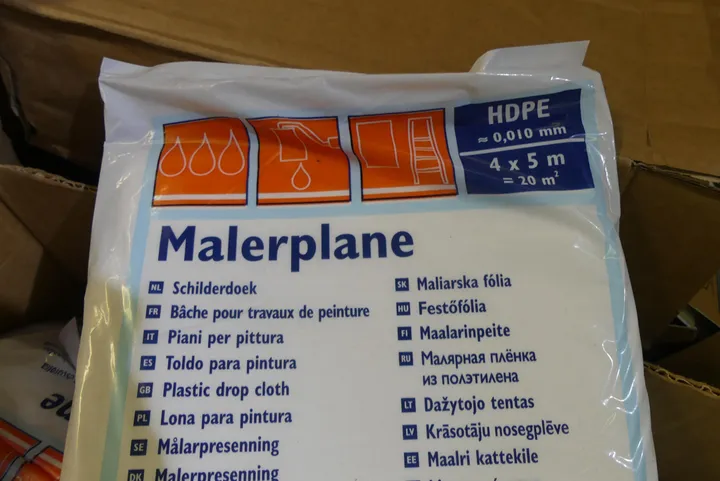 HDPE
≈ 0,010 mm
4 x 5 m
= 20 m²
Malerplane
NL Schilderdoek
FR Bâche pour travaux de peinture
IT Piani per pittura
ES Toldo para pintura
GB Plastic drop cloth
PL Lona para pintura
SE Målarpresenning
DK Malerpresenning
SK Maliarska fólia
HU Festőfólia
FI Maalarinpeite
RU Малярная плёнка
из полэтилена
LT Dažytojo tentas
LV Krāsotāju nosegplēve
EE Maalri kattekile